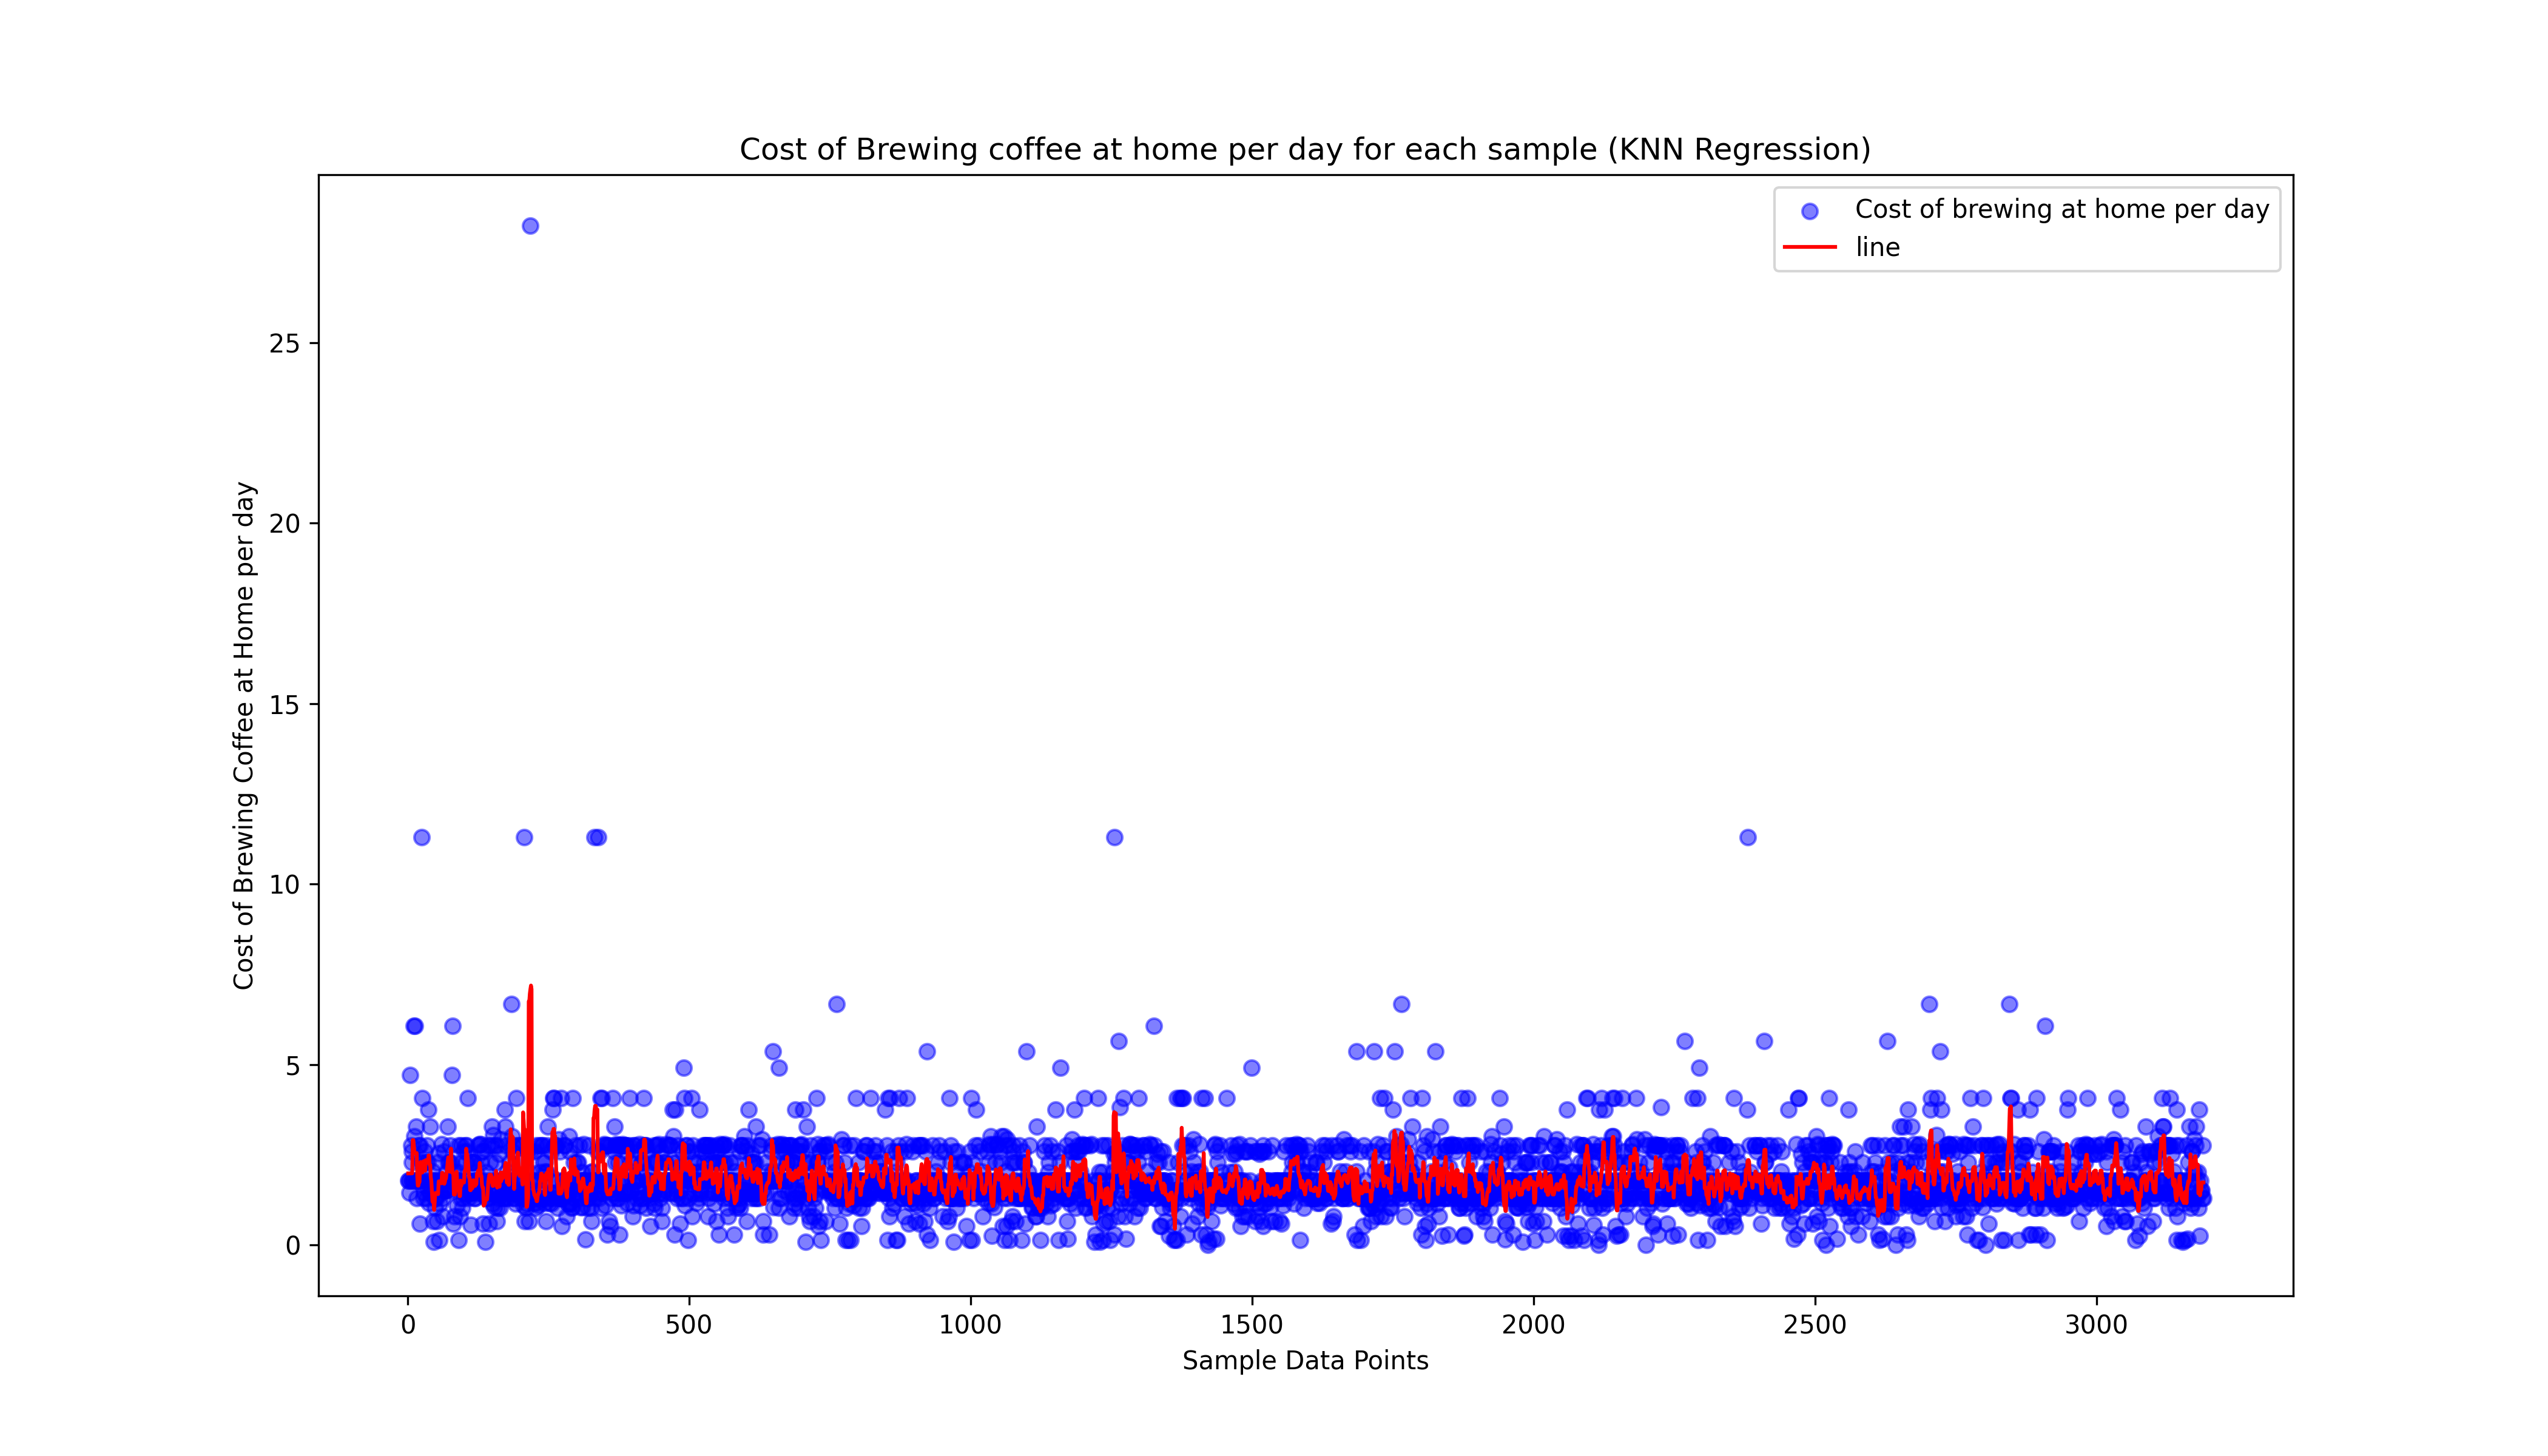 Cost of Brewing coffee at home per day for each sample (KNN Regression)
Cost of brewing at home per day
line
Cost of Brewing Coffee at Home per day
25
20
15
10
5
0
0 500 1000 1500 2000 2500 3000
Sample Data Points